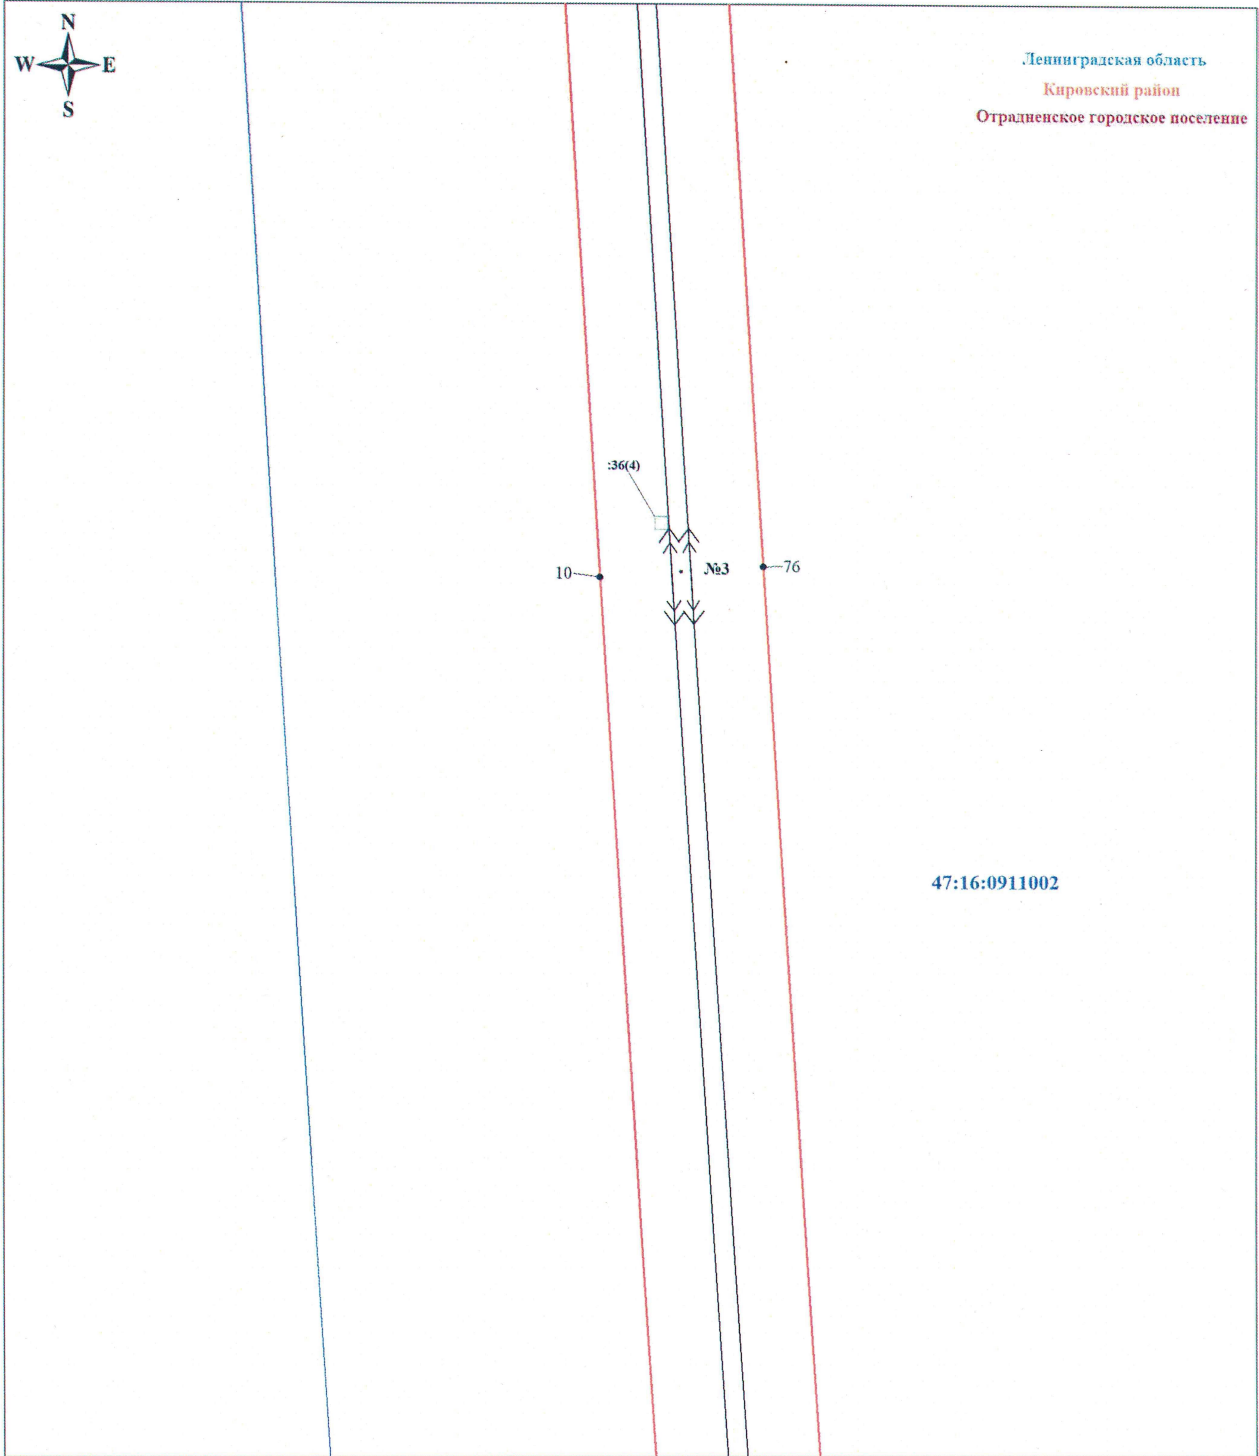 N
W E
S
Ленинградская область
Кировский район
Отрадненское городское поселение
:36(4)
10
№3
76
47:16:0911002